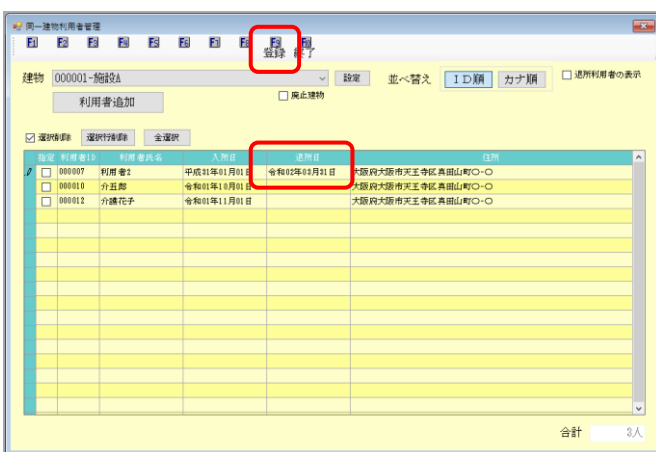 同一建物利用者管理
F1 F2 F3 F4 F5 F6 F7 F8 F9 F10
登録 終了
建物 000001-施設A 設定 並べ替え ID順 カナ順 退所利用者の表示
利用者追加 廃止建物
選択削除 選択行削除 全選択
指定 利用者ID 利用者氏名 入所日 退所日 住所
000007 利用者2 平成31年01月01日 令和02年03月31日 大阪府大阪市天王寺区真田山町〇-〇
000010 介五郎 令和01年10月01日 大阪府大阪市天王寺区真田山町〇-〇
000012 介護花子 令和01年11月01日 大阪府大阪市天王寺区真田山町〇-〇
合計 3人